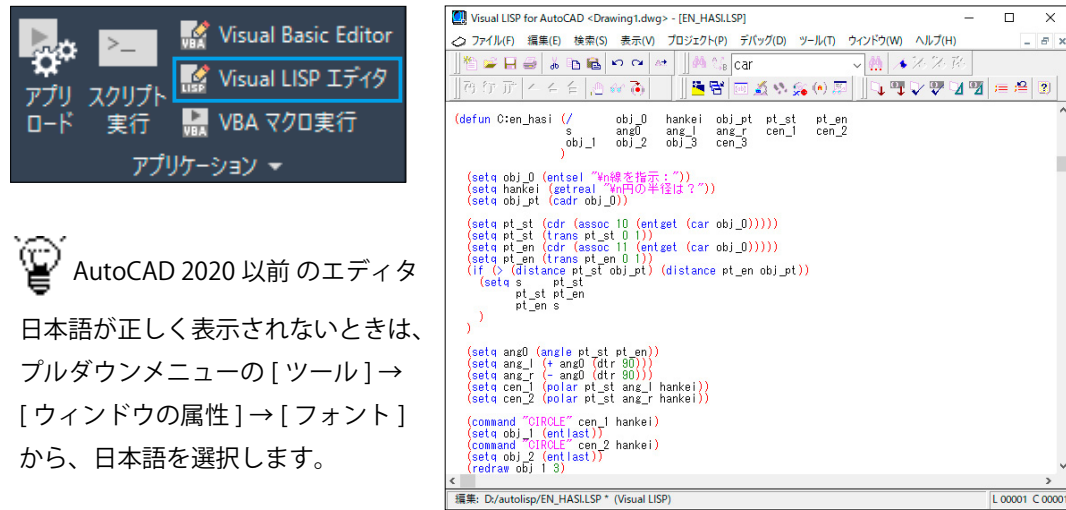 Visual Basic Editor
Visual LISP エディタ
VBA マクロ実行
アプリ
ロード
スクリプト
実行
アプリケーション
AutoCAD 2020 以前 のエディタ
日本語が正しく表示されないときは、
プルダウンメニューの [ ツール ] →
[ ウィンドウの属性 ] → [ フォント ]
から、日本語を選択します。
Visual LISP for AutoCAD <Drawing1.dwg> - [EN_HASI.LSP]
ファイル(F) 編集(E) 検索(S) 表示(V) プロジェクト(P) デバッグ(D) ツール(T) ウィンドウ(W) ヘルプ(H)
car
(defun C:en_hasi (/ obj_0 hankei obj_pt pt_st pt_en
s ang0 ang_l ang_r cen_1 cen_2
obj_1 obj_2 obj_3 cen_3
)
(setq obj_0 (entsel "¥n線を指示："))
(setq hankei (getreal "¥n円の半径は？"))
(setq obj_pt (cadr obj_0))
(setq pt_st (cdr (assoc 10 (entget (car obj_0)))))
(setq pt_st (trans pt_st 0 1))
(setq pt_en (cdr (assoc 11 (entget (car obj_0)))))
(setq pt_en (trans pt_en 0 1))
(if (> (distance pt_st obj_pt) (distance pt_en obj_pt))
(setq s pt_st
pt_st pt_en
pt_en s
)
)
(setq ang0 (angle pt_st pt_en))
(setq ang_l (+ ang0 (dtr 90)))
(setq ang_r (- ang0 (dtr 90)))
(setq cen_1 (polar pt_st ang_l hankei))
(setq cen_2 (polar pt_st ang_r hankei))
(command "CIRCLE" cen_1 hankei)
(setq obj_1 (entlast))
(command "CIRCLE" cen_2 hankei)
(setq obj_2 (entlast))
(redraw obj_1 3)
編集: D:/autolisp/EN_HASI.LSP * (Visual LISP)
L 00001 C 00001